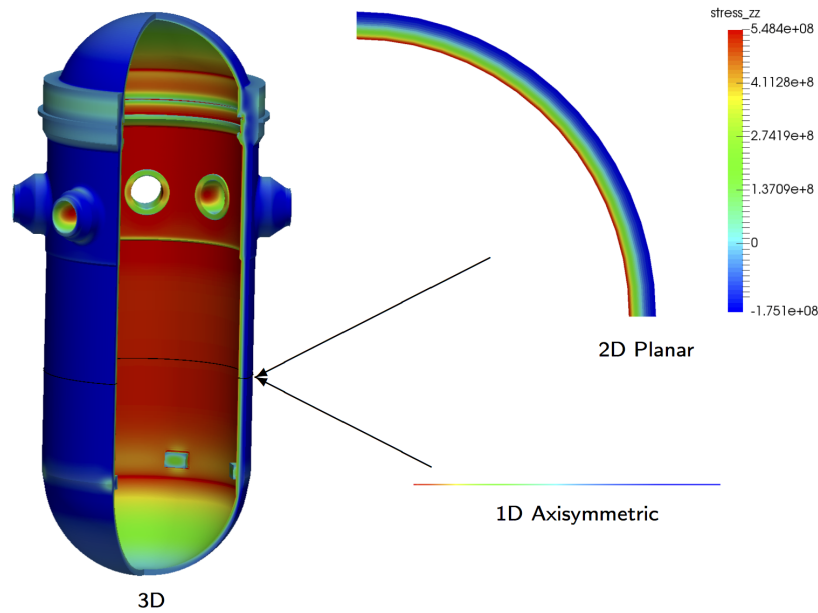 stress_zz
5.484e+08
4.1128e+8
2.7419e+8
1.3709e+8
0
-1.751e+08
2D Planar
1D Axisymmetric
3D